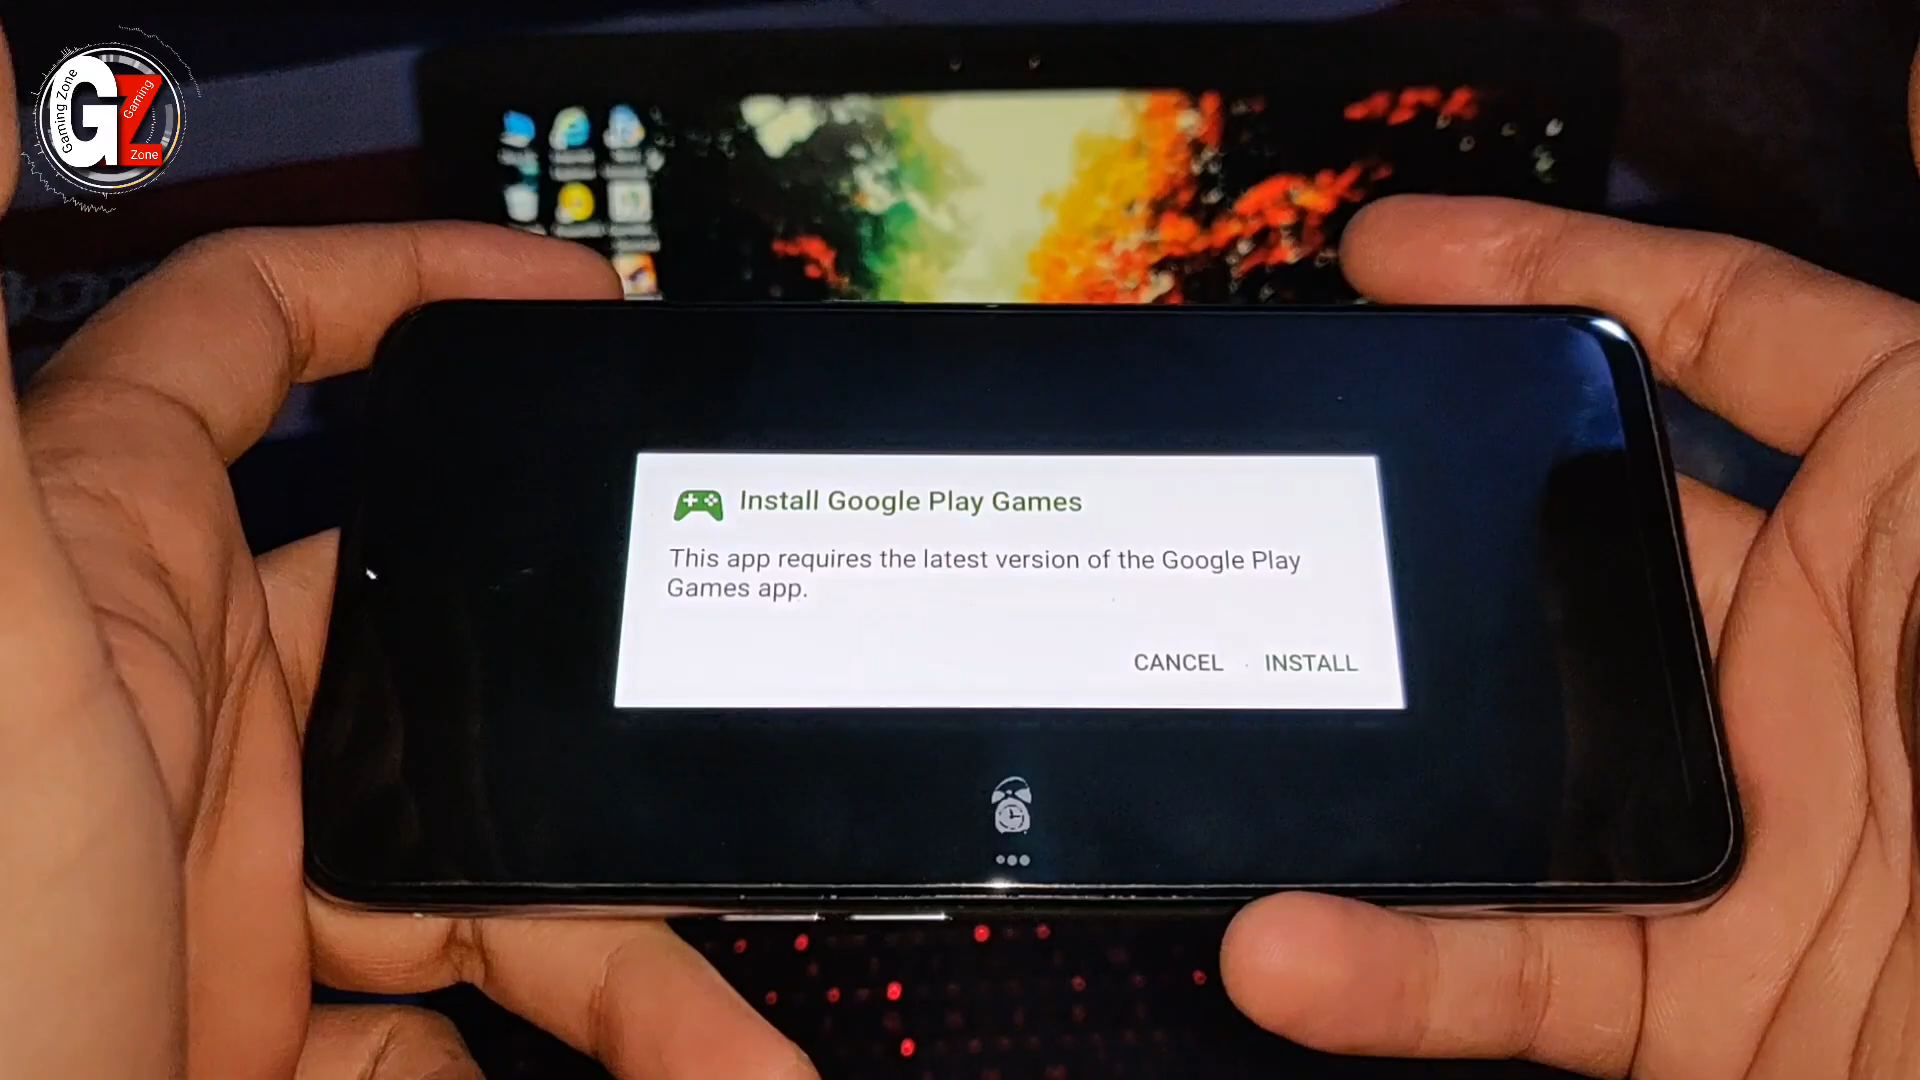 Gaming Zone
Gaming
Zone
GZ
Install Google Play Games
This app requires the latest version of the Google Play
Games app.
CANCEL
INSTALL